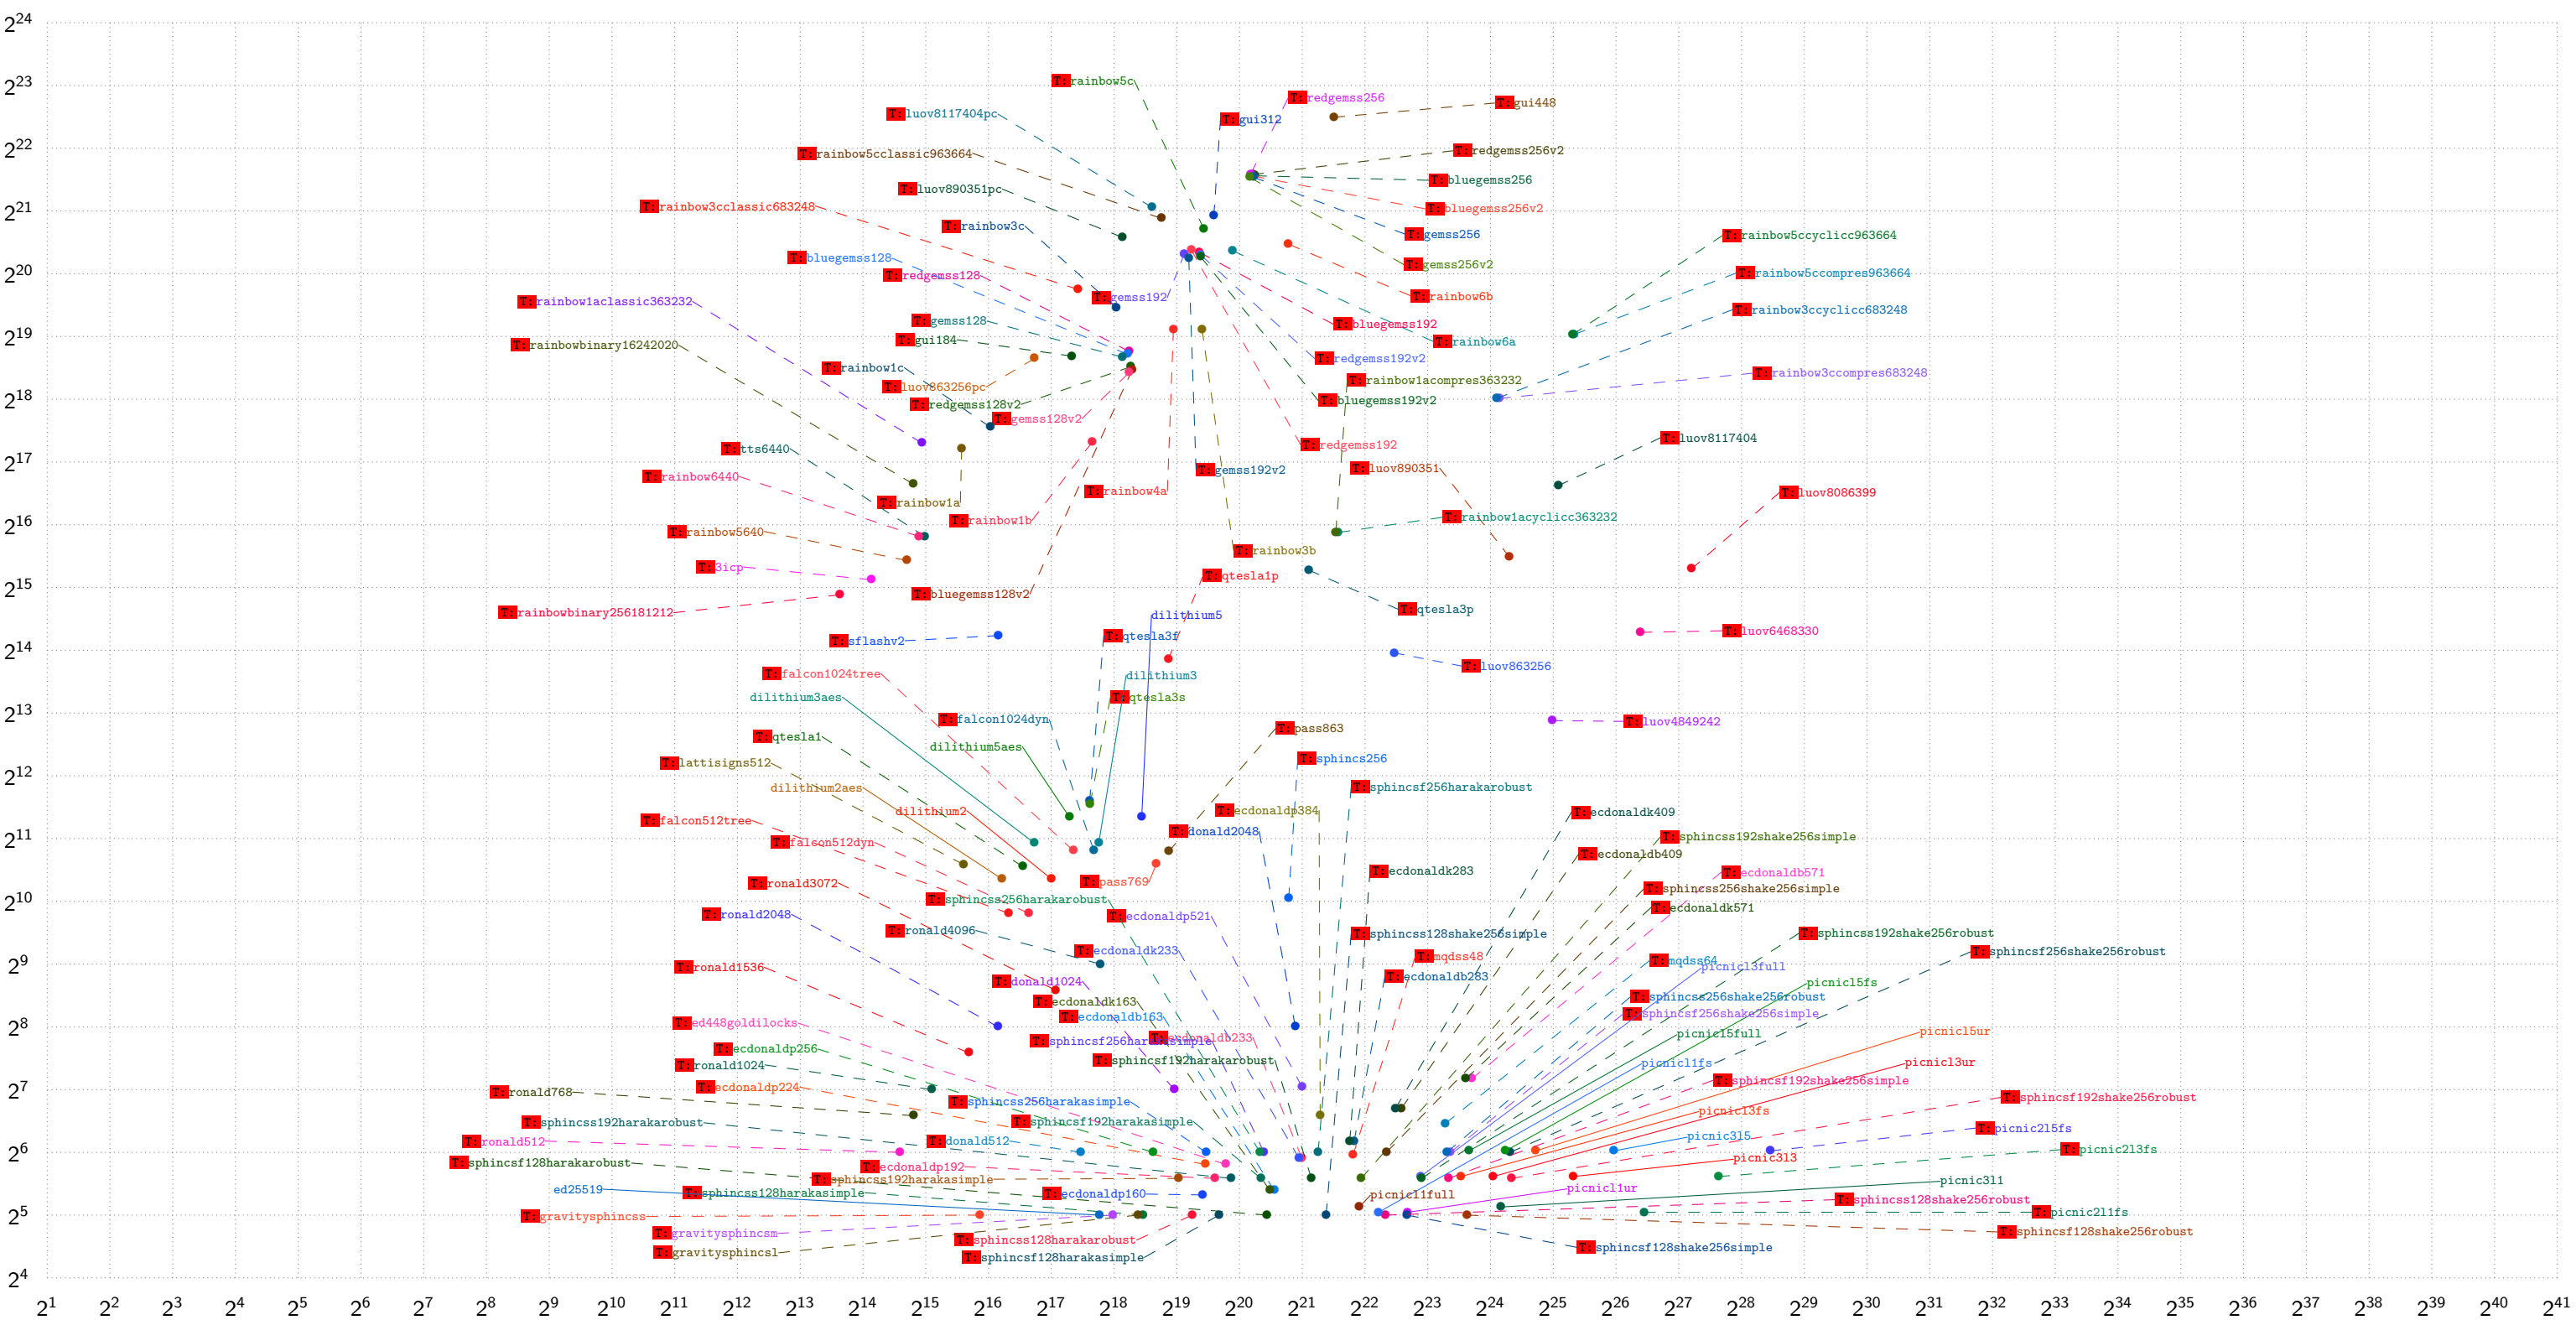 2^24
2^23
T:rainbow5c
T:redgemss256
T:gui448
T:luov8117404pc
T:gui312
2^22
T:rainbow5cclassic963664
T:redgemss256v2
T:luov890351pc
T:bluegemss256
T:rainbow3cclassic683248
T:bluegemss256v2
2^21
T:rainbow3c
T:gemss256
T:rainbow5ccyclicc963664
T:bluegemss128
T:gemss256v2
T:redgemss128
T:rainbow5ccompres963664
2^20
T:rainbow1aclassic363232
T:gemss192
T:rainbow6b
T:rainbow3ccyclicc683248
T:gemss128
T:bluegemss192
T:gui184
T:rainbow6a
2^19
T:rainbowbinary16242020
T:redgemss192v2
T:rainbow1c
T:rainbow3ccompres683248
T:luov863256pc
T:rainbow1acompres363232
T:redgemss128v2
T:bluegemss192v2
2^18
T:gemss128v2
T:luov8117404
T:tts6440
T:redgemss192
2^17
T:rainbow6440
T:gemss192v2
T:luov890351
T:rainbow1a
T:rainbow4a
T:luov8086399
T:rainbow1b
T:rainbow1acyclicc363232
2^16
T:rainbow5640
T:rainbow3b
T:3icp
T:qtesla1p
2^15
T:bluegemss128v2
T:rainbowbinary256181212
dilithium5
T:qtesla3p
T:sflashv2
T:qtesla3f
T:luov6468330
2^14
T:falcon1024tree
dilithium3
T:luov863256
dilithium3aes
T:qtesla3s
2^13
T:falcon1024dyn
T:pass863
T:luov4849242
T:qtesla1
dilithium5aes
T:lattisigns512
T:sphincs256
2^12
dilithium2aes
T:sphincsf256harakarobust
dilithium2
T:ecdonaldp384
T:ecdonaldk409
T:falcon512tree
T:donald2048
2^11
T:falcon512dyn
T:sphincss192shake256simple
T:ecdonaldb409
T:ronald3072
T:pass769
T:ecdonaldk283
T:ecdonaldb571
T:sphincss256harakarobust
T:sphincss256shake256simple
2^10
T:ronald2048
T:ecdonaldp521
T:ecdonaldk571
T:ronald4096
T:sphincss128shake256simple
T:sphincss192shake256robust
T:ecdonaldk233
T:mqdss48
T:mqdss64
T:sphincsf256shake256robust
2^9
T:ronald1536
T:ecdonaldb283
picnicl3full
T:donald1024
picnicl5fs
T:ecdonaldk163
T:sphincss256shake256robust
T:ed448goldilocks
T:ecdonaldb163
T:sphincsf256shake256simple
2^8
T:ecdonaldp256
T:sphincsf256harakasimple
T:ecdonaldb233
picnicl5full
picnicl5ur
T:ronald1024
T:sphincsf192harakarobust
picnicl1fs
picnicl3ur
2^7
T:ronald768
T:ecdonaldp224
T:sphincsf192shake256simple
T:sphincss256harakasimple
picnicl3fs
T:sphincsf192shake256robust
T:sphincss192harakarobust
T:sphincsf192harakasimple
T:ronald512
T:donald512
picnic3l5
T:picnic2l5fs
2^6
T:sphincsf128harakarobust
T:ecdonaldp192
picnic3l3
T:picnic2l3fs
T:sphincss192harakasimple
picnic3l1
ed25519
T:sphincss128harakasimple
T:ecdonaldp160
picnicl1full
picnicl1ur
T:sphincss128shake256robust
2^5
T:gravitysphincss
T:picnic2l1fs
T:gravitysphincsm
T:sphincss128harakarobust
T:sphincsf128shake256robust
T:gravitysphincsl
T:sphincsf128harakasimple
T:sphincsf128shake256simple
2^4
2^1 2^2 2^3 2^4 2^5 2^6 2^7 2^8 2^9 2^10 2^11 2^12 2^13 2^14 2^15 2^16 2^17 2^18 2^19 2^20 2^21 2^22 2^23 2^24 2^25 2^26 2^27 2^28 2^29 2^30 2^31 2^32 2^33 2^34 2^35 2^36 2^37 2^38 2^39 2^40 2^41